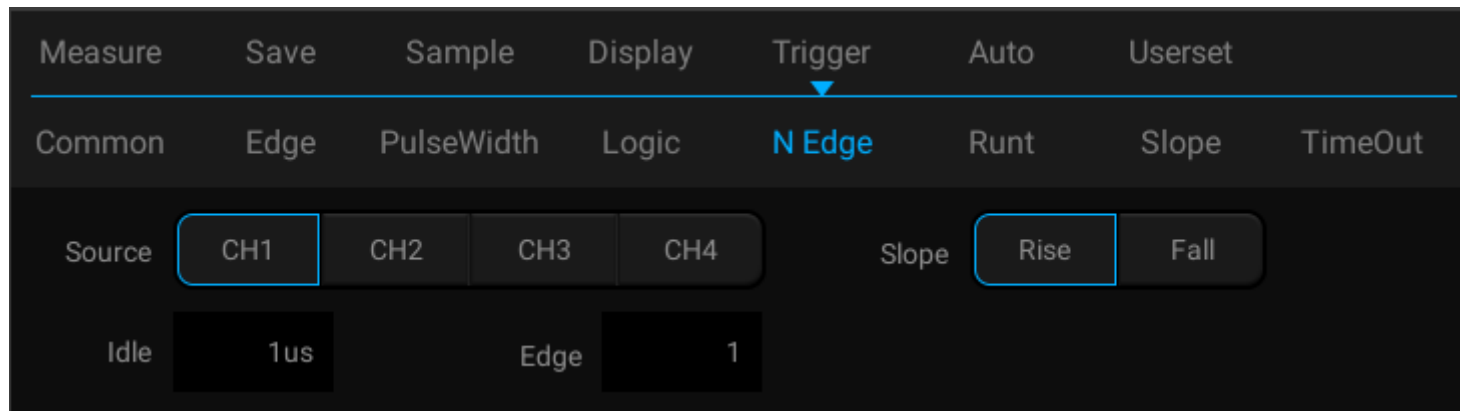 Measure Save Sample Display Trigger Auto Userset
Common Edge PulseWidth Logic N Edge Runt Slope TimeOut
Source CH1 CH2 CH3 CH4 Slope Rise Fall
Idle 1us Edge 1